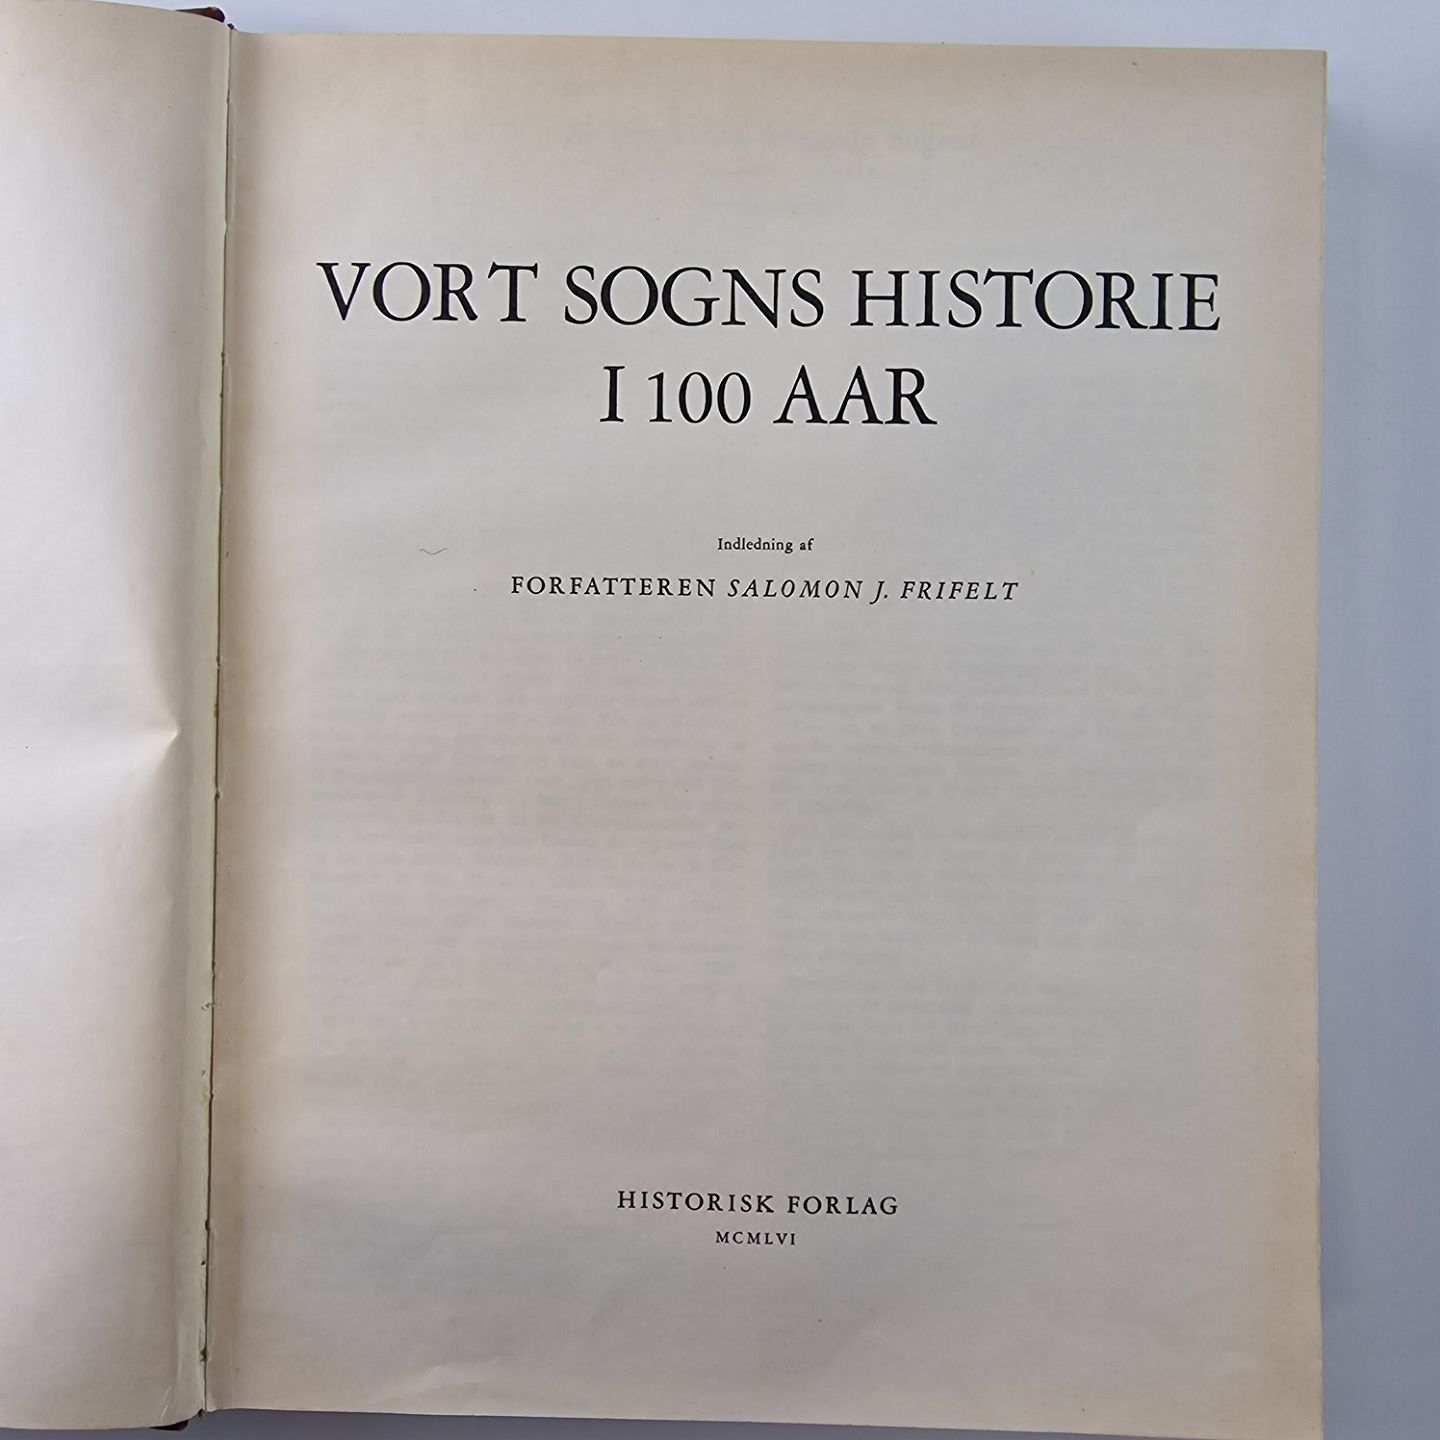 VORT SOGNS HISTORIE
I 100 AAR
Indledning af
FORFATTEREN SALOMON J. FRIFELT
HISTORISK FORLAG
MCMLVI